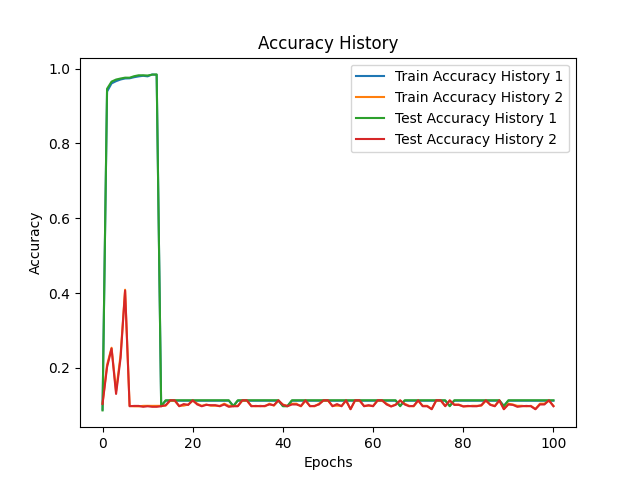 Accuracy History
1.0
0.8
0.6
0.4
0.2
Accuracy
Train Accuracy History 1
Train Accuracy History 2
Test Accuracy History 1
Test Accuracy History 2
0 20 40 60 80 100
Epochs